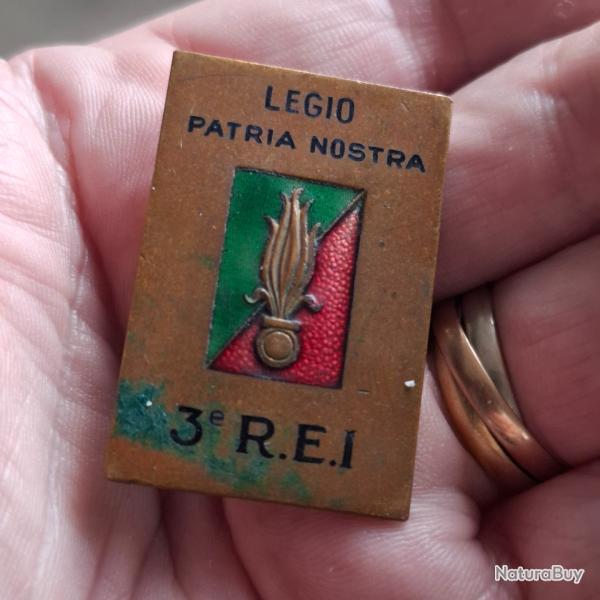 LEGIO
PATRIA NOSTRA
3e R.E.I
NaturaBuy